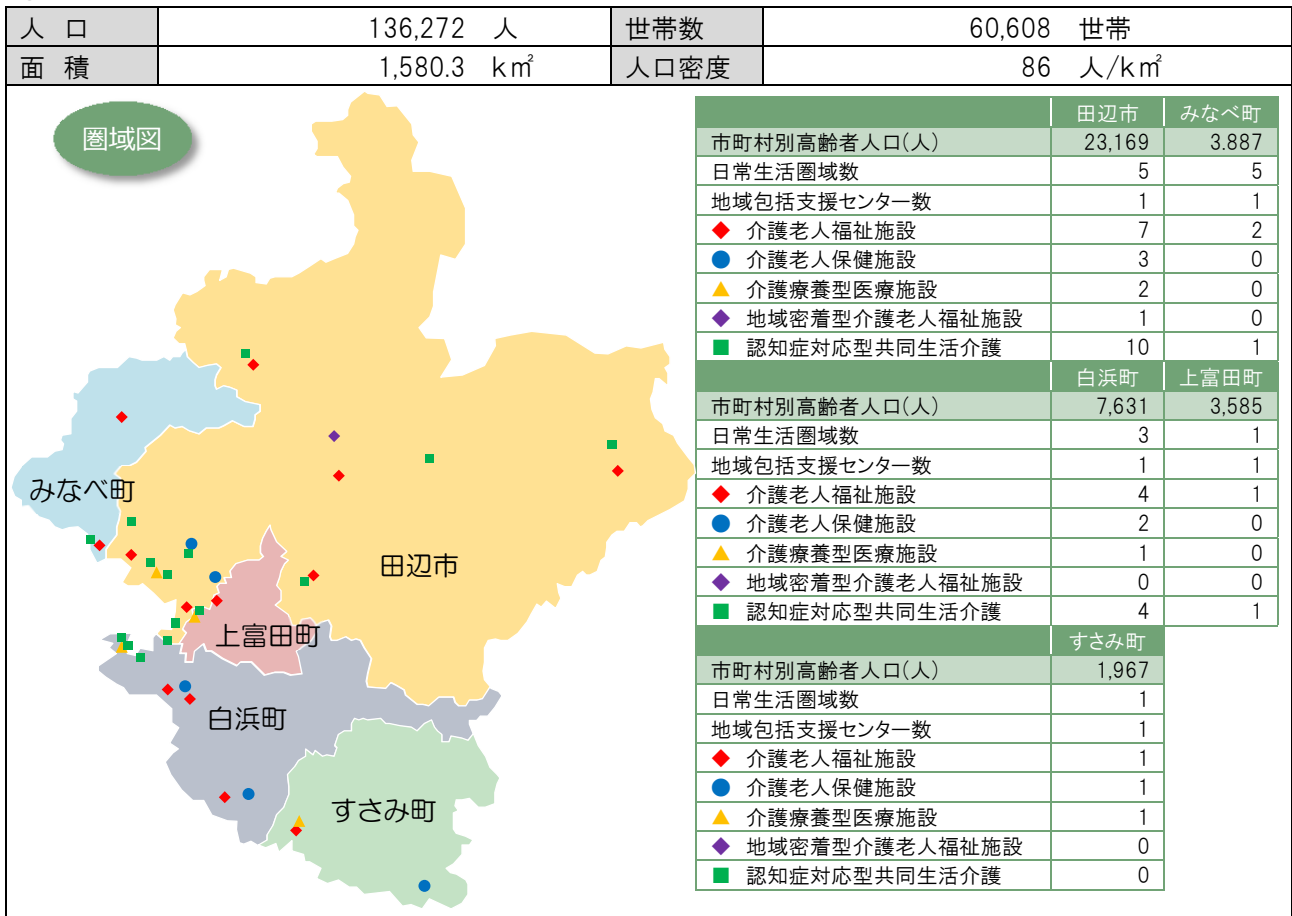 人 口 136,272 人 世帯数 60,608 世帯
面 積 1,580.3 k㎡ 人口密度 86 人/k㎡
圏域図
みなべ町
田辺市
上富田町
白浜町
すさみ町
田辺市 みなべ町
市町村別高齢者人口(人) 23,169 3.887
日常生活圏域数 5 5
地域包括支援センター数 1 1
◆ 介護老人福祉施設 7 2
● 介護老人保健施設 3 0
▲ 介護療養型医療施設 2 0
◆ 地域密着型介護老人福祉施設 1 0
■ 認知症対応型共同生活介護 10 1
白浜町 上富田町
市町村別高齢者人口(人) 7,631 3,585
日常生活圏域数 3 1
地域包括支援センター数 1 1
◆ 介護老人福祉施設 4 1
● 介護老人保健施設 2 0
▲ 介護療養型医療施設 1 0
◆ 地域密着型介護老人福祉施設 0 0
■ 認知症対応型共同生活介護 4 1
すさみ町
市町村別高齢者人口(人) 1,967
日常生活圏域数 1
地域包括支援センター数 1
◆ 介護老人福祉施設 1
● 介護老人保健施設 1
▲ 介護療養型医療施設 1
◆ 地域密着型介護老人福祉施設 0
■ 認知症対応型共同生活介護 0